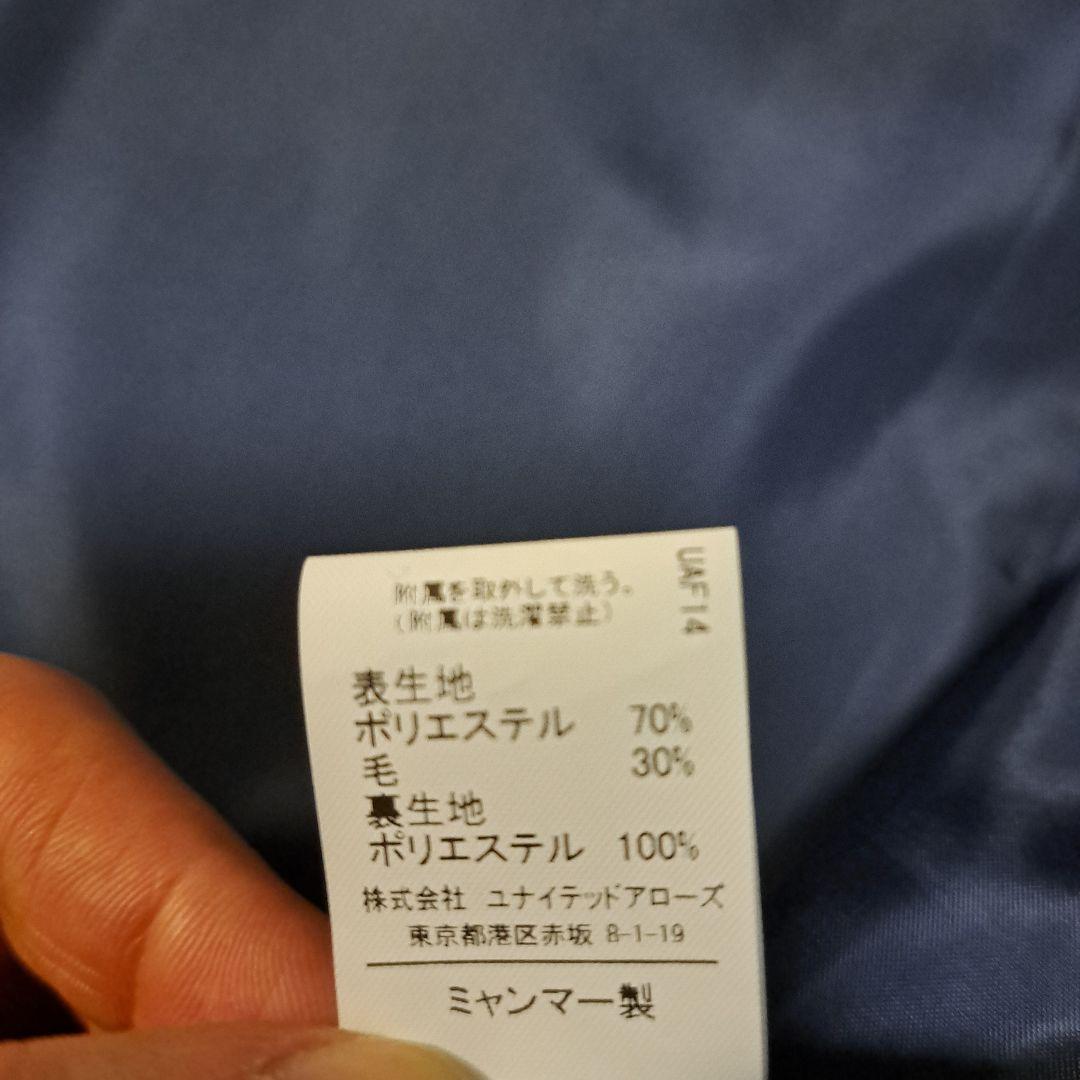 附属を取外して洗う。
(附属は洗濯禁止)
UAF14
表生地
ポリエステル 70%
毛 30%
裏生地
ポリエステル 100%
株式会社 ユナイテッドアローズ
東京都港区赤坂 8-1-19
ミャンマー製